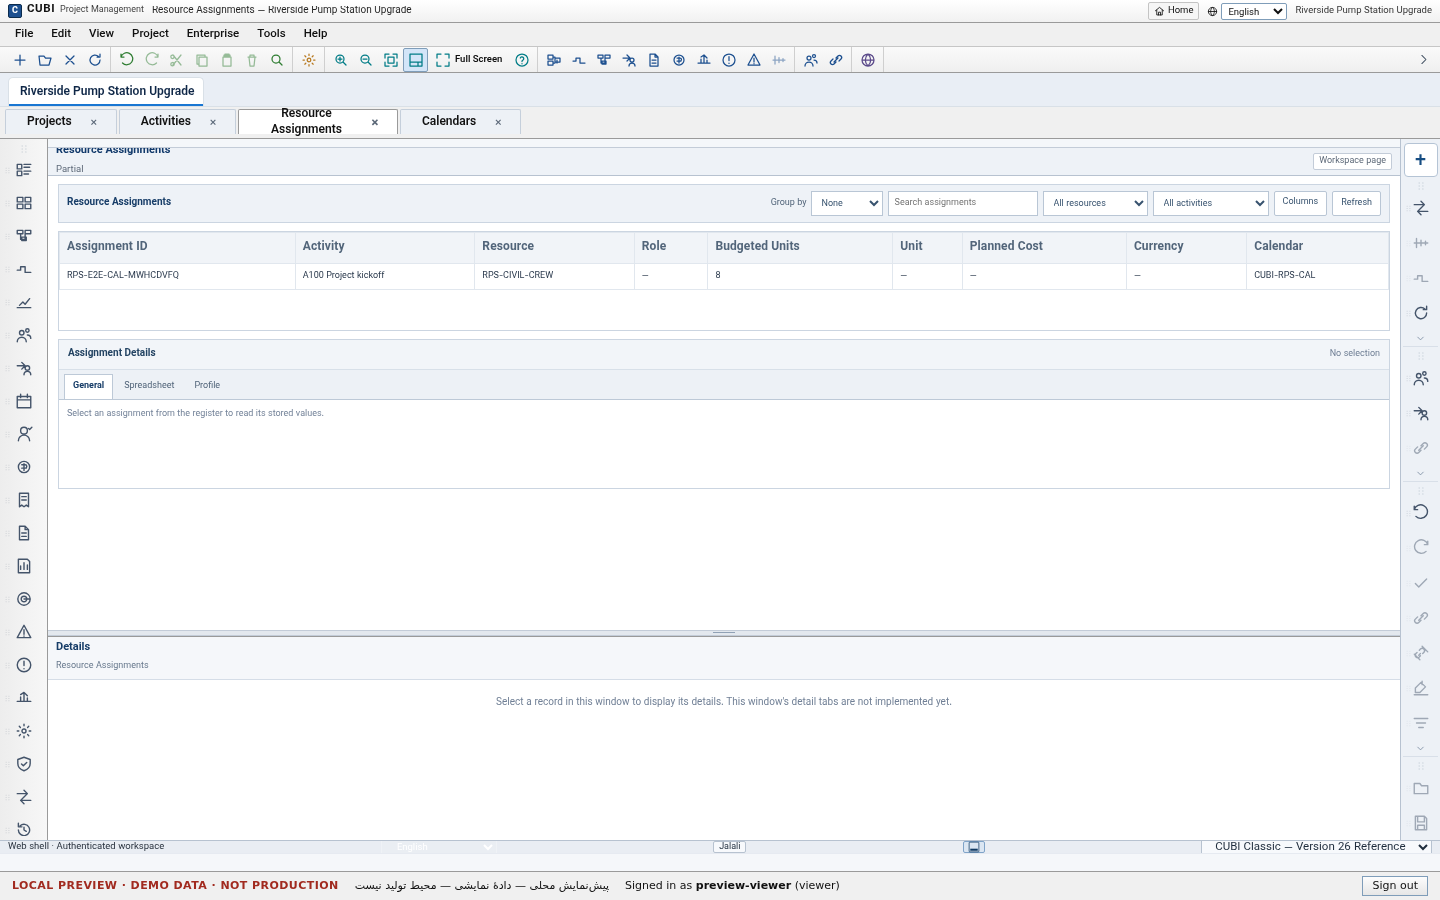 C CUBI Project Management Resource Assignments — Riverside Pump Station Upgrade Home English Riverside Pump Station Upgrade
File Edit View Project Enterprise Tools Help
Full Screen
Riverside Pump Station Upgrade
Projects × Activities × Resource Assignments × Calendars ×
Resource Assignments
Partial Workspace page
Resource Assignments Group by None Search assignments All resources All activities Columns Refresh
Assignment ID Activity Resource Role Budgeted Units Unit Planned Cost Currency Calendar
RPS-E2E-CAL-MWHCDVFQ A100 Project kickoff RPS-CIVIL-CREW — 8 — — — CUBI-RPS-CAL
Assignment Details No selection
General Spreadsheet Profile
Select an assignment from the register to read its stored values.
Details
Resource Assignments
Select a record in this window to display its details. This window's detail tabs are not implemented yet.
Web shell · Authenticated workspace English Jalali CUBI Classic — Version 26 Reference
LOCAL PREVIEW · DEMO DATA · NOT PRODUCTION پیش‌نمایش محلی — دادهٔ نمایشی — محیط تولید نیست Signed in as preview-viewer (viewer) Sign out